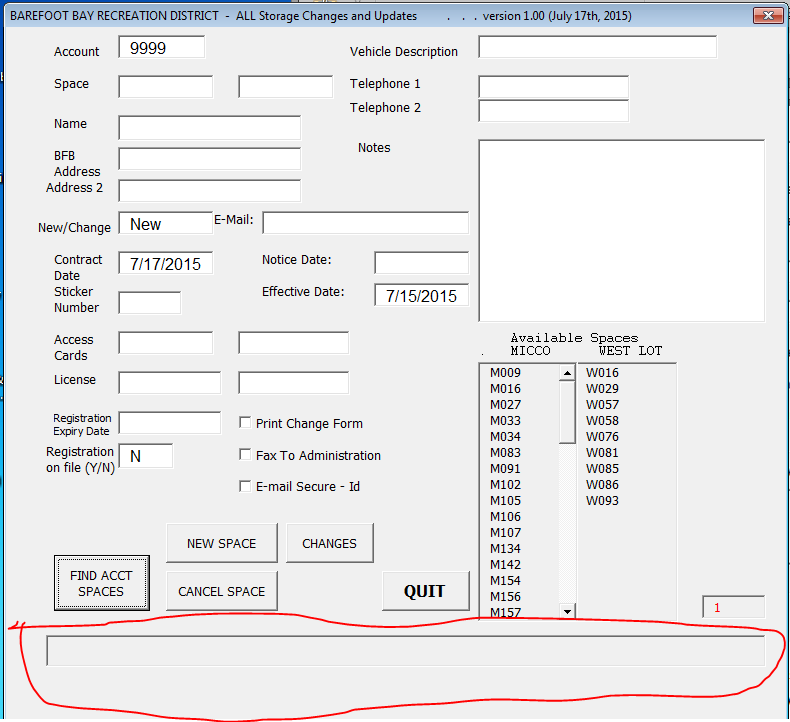 BAREFOOT BAY RECREATION DISTRICT - ALL Storage Changes and Updates . . . version 1.00 (July 17th, 2015)
Account 9999 Vehicle Description
Space Telephone 1
Telephone 2
Name
Notes
BFB
Address
Address 2
New/Change New E-Mail:
Contract
Date 7/17/2015 Notice Date:
Sticker
Number Effective Date: 7/15/2015
Access
Cards
License
Registration
Expiry Date
Print Change Form
Registration
on file (Y/N) N
Fax To Administration
E-mail Secure - Id
Available Spaces
. MICCO WEST LOT
M009 W016
M016 W029
M027 W057
M033 W058
M034 W076
M083 W081
M091 W085
M102 W086
M105 W093
M106
M107
M134
M142
M154
M156
M157
NEW SPACE CHANGES
FIND ACCT
SPACES
CANCEL SPACE QUIT
1